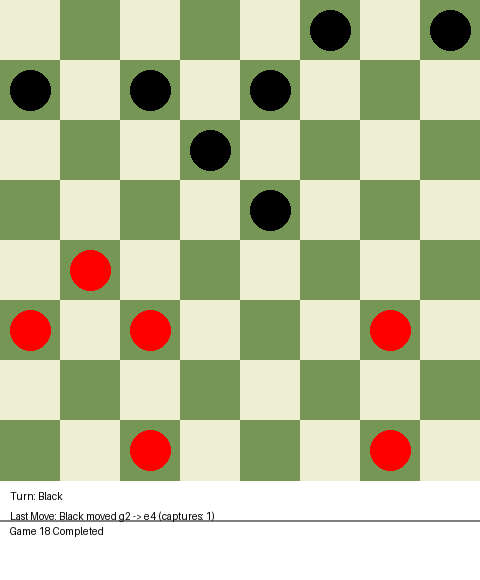 Turn: Black
Last Move: Black moved g2 -> e4 (captures: 1)
Game 18 Completed